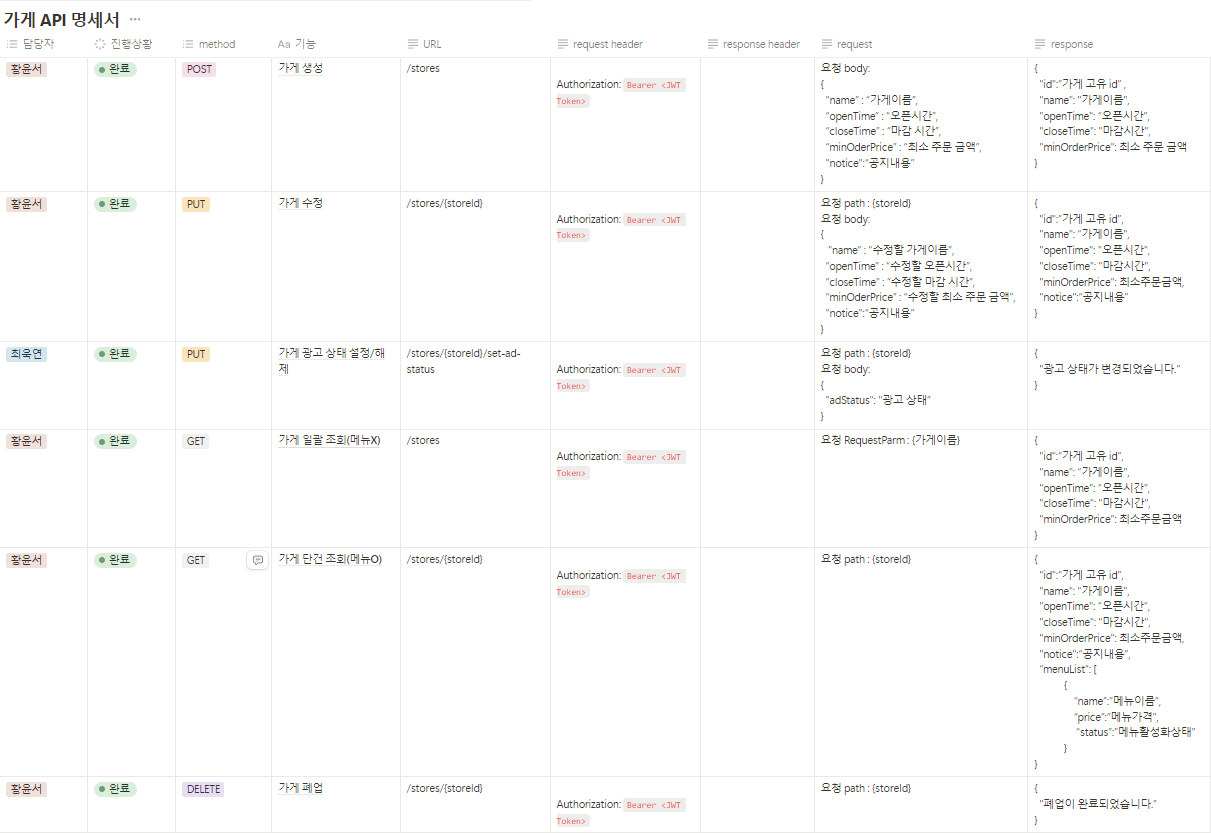 가게 API 명세서 ···
담당자 진행상황 method Aa 기능 URL request header response header request response
황윤서 완료 POST 가게 생성 /stores
Authorization: Bearer <JWT
Token>
요청 body:
{
"name" : "가게이름",
"openTime" : "오픈시간",
"closeTime" : "마감 시간",
"minOderPrice" : "최소 주문 금액",
"notice":"공지내용"
}
{
"id":"가게 고유 id" ,
"name": "가게이름",
"openTime": "오픈시간",
"closeTime": "마감시간",
"minOrderPrice": 최소 주문 금액
}
황윤서 완료 PUT 가게 수정 /stores/{storeId}
Authorization: Bearer <JWT
Token>
요청 path : {storeId}
요청 body:
{
"name" : "수정할 가게이름",
"openTime" : "수정할 오픈시간",
"closeTime" : "수정할 마감 시간",
"minOderPrice" : "수정할 최소 주문 금액",
"notice":"공지내용"
}
{
"id":"가게 고유 id",
"name": "가게이름",
"openTime": "오픈시간",
"closeTime": "마감시간",
"minOrderPrice": 최소주문금액,
"notice":"공지내용"
}
최욱연 완료 PUT 가게 광고 상태 설정/해
제
/stores/{storeId}/set-ad-
status
Authorization: Bearer <JWT
Token>
요청 path : {storeId}
요청 body:
{
"adStatus": "광고 상태"
}
{
"광고 상태가 변경되었습니다."
}
황윤서 완료 GET 가게 일괄 조회(메뉴X) /stores
Authorization: Bearer <JWT
Token>
요청 RequestParm : {가게이름}
{
"id":"가게 고유 id",
"name": "가게이름",
"openTime": "오픈시간",
"closeTime": "마감시간",
"minOrderPrice": 최소주문금액
}
황윤서 완료 GET 가게 단건 조회(메뉴O) /stores/{storeId}
Authorization: Bearer <JWT
Token>
요청 path : {storeId}
{
"id":"가게 고유 id",
"name": "가게이름",
"openTime": "오픈시간",
"closeTime": "마감시간",
"minOrderPrice": 최소주문금액,
"notice":"공지내용",
"menuList": [
{
"name":"메뉴이름",
"price":"메뉴가격",
"status":"메뉴활성화상태"
}
}
황윤서 완료 DELETE 가게 폐업 /stores/{storeId}
Authorization: Bearer <JWT
Token>
요청 path : {storeId}
{
"폐업이 완료되었습니다."
}